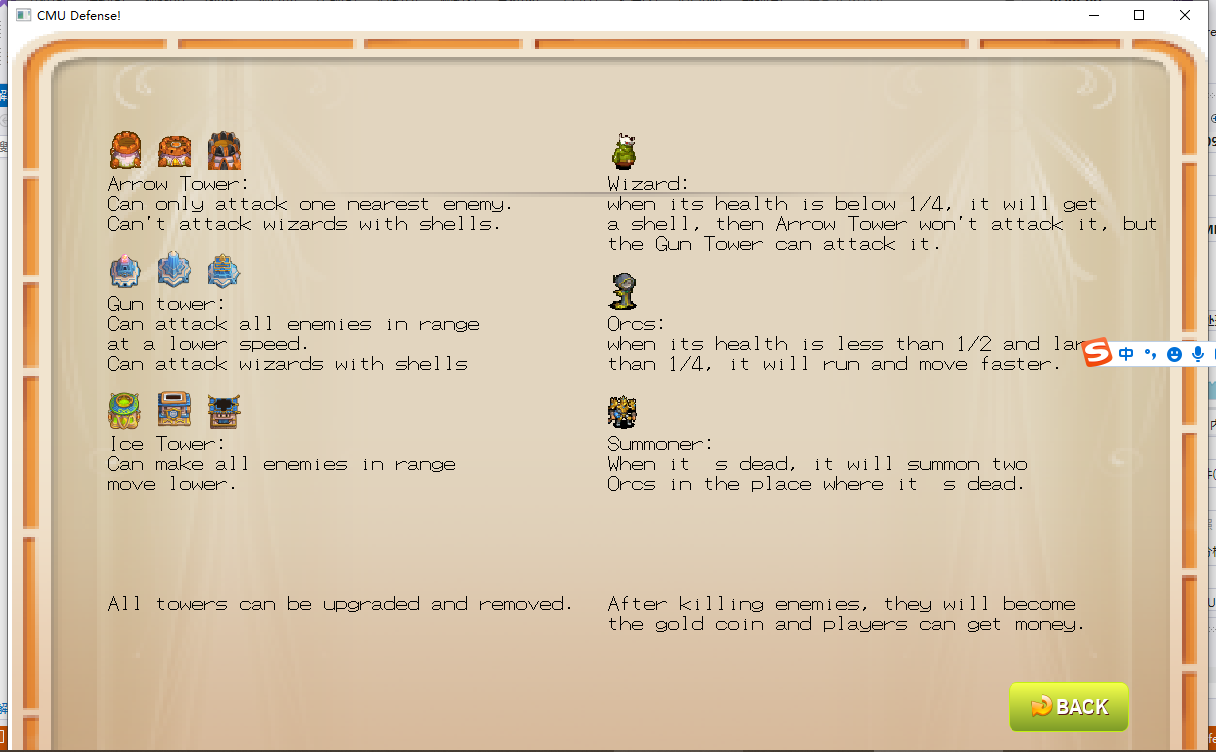 CMU Defense!
Arrow Tower:
Can only attack one nearest enemy.
Can't attack wizards with shells.
Gun tower:
Can attack all enemies in range
at a lower speed.
Can attack wizards with shells
Ice Tower:
Can make all enemies in range
move lower.
All towers can be upgraded and removed.
Wizard:
when its health is below 1/4, it will get
a shell, then Arrow Tower won't attack it, but
the Gun Tower can attack it.
Orcs:
when its health is less than 1/2 and
than 1/4, it will run and move faster.
中
Summoner:
When it s dead, it will summon two
Orcs in the place where it s dead.
After killing enemies, they will become
the gold coin and players can get money.
BACK